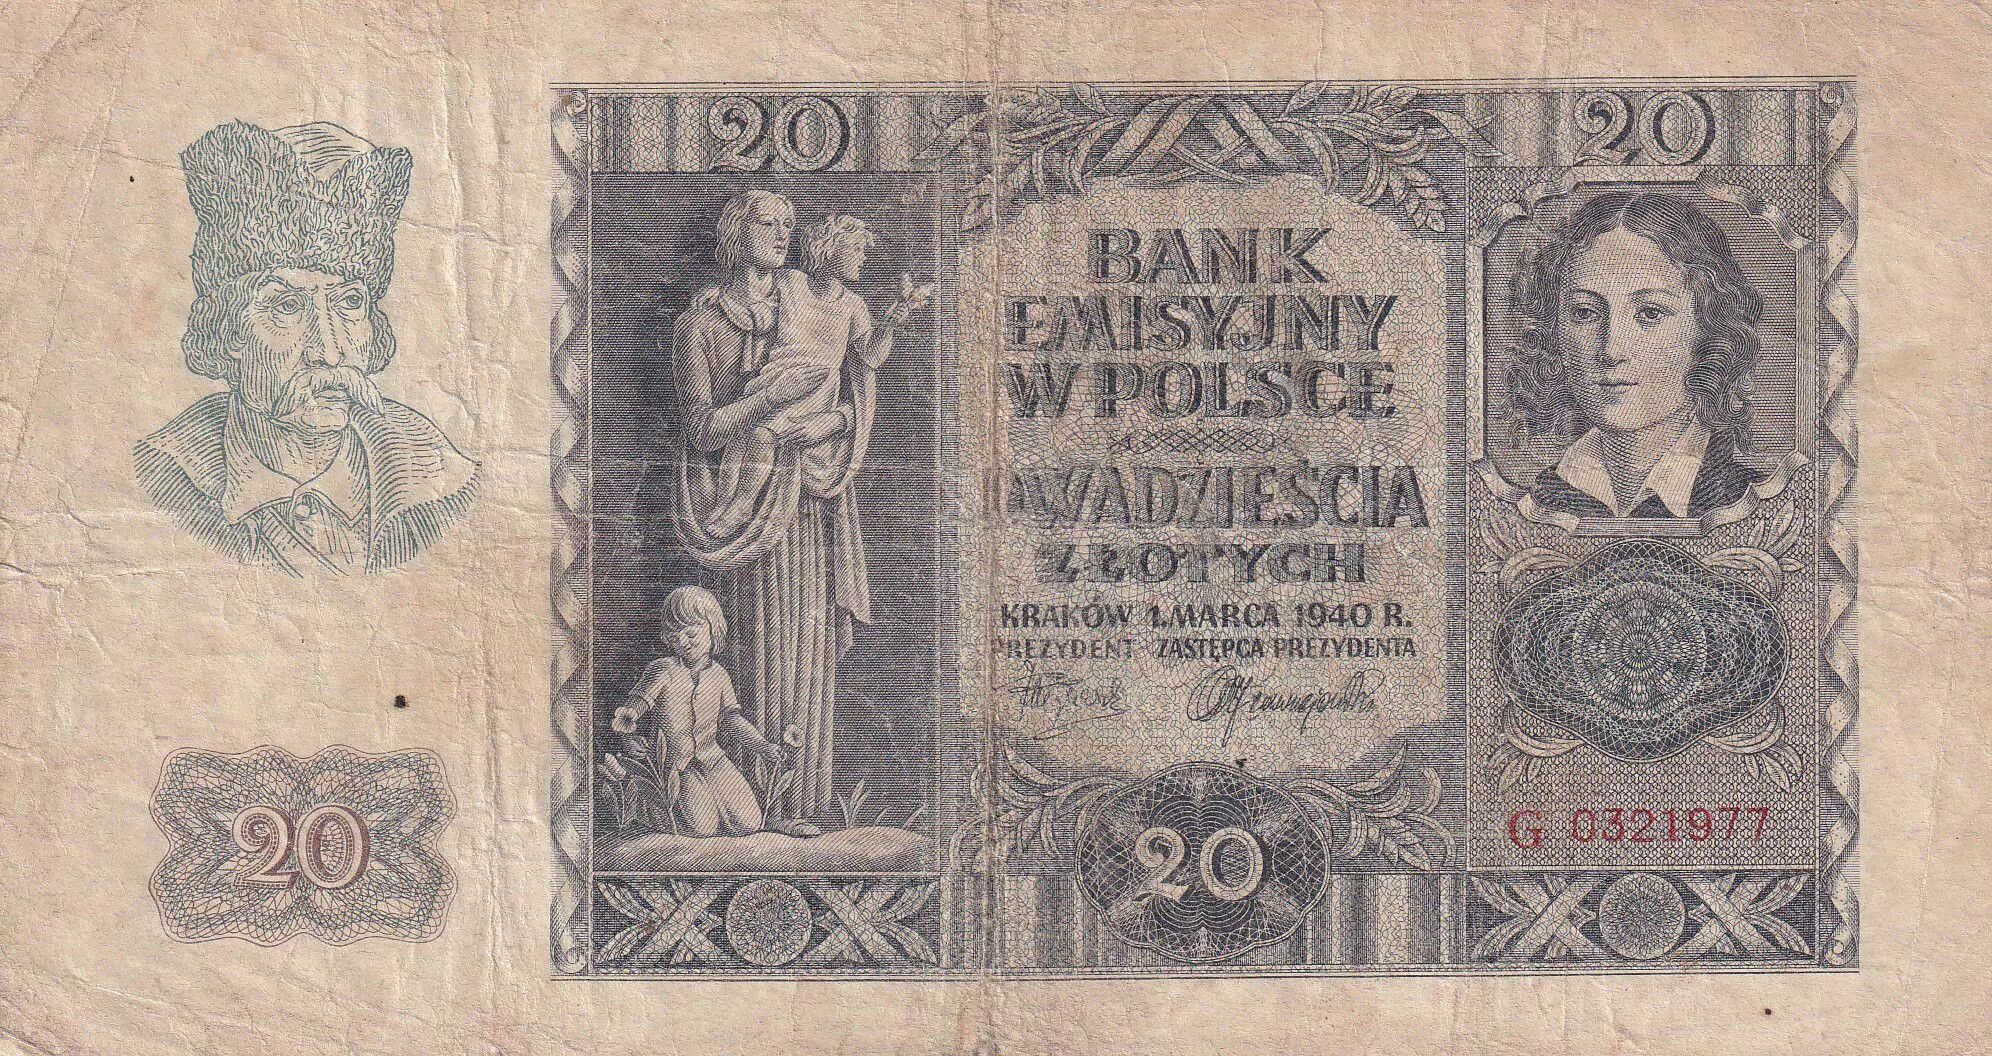 20
20
BANK
EMISYJNY
W POLSCE
DWADZIEŚCIA
ZŁOTYCH
KRAKÓW 1. MARCA 1940 R.
PREZYDENT ZASTĘPCA PREZYDENTA
G 0321977
20
20